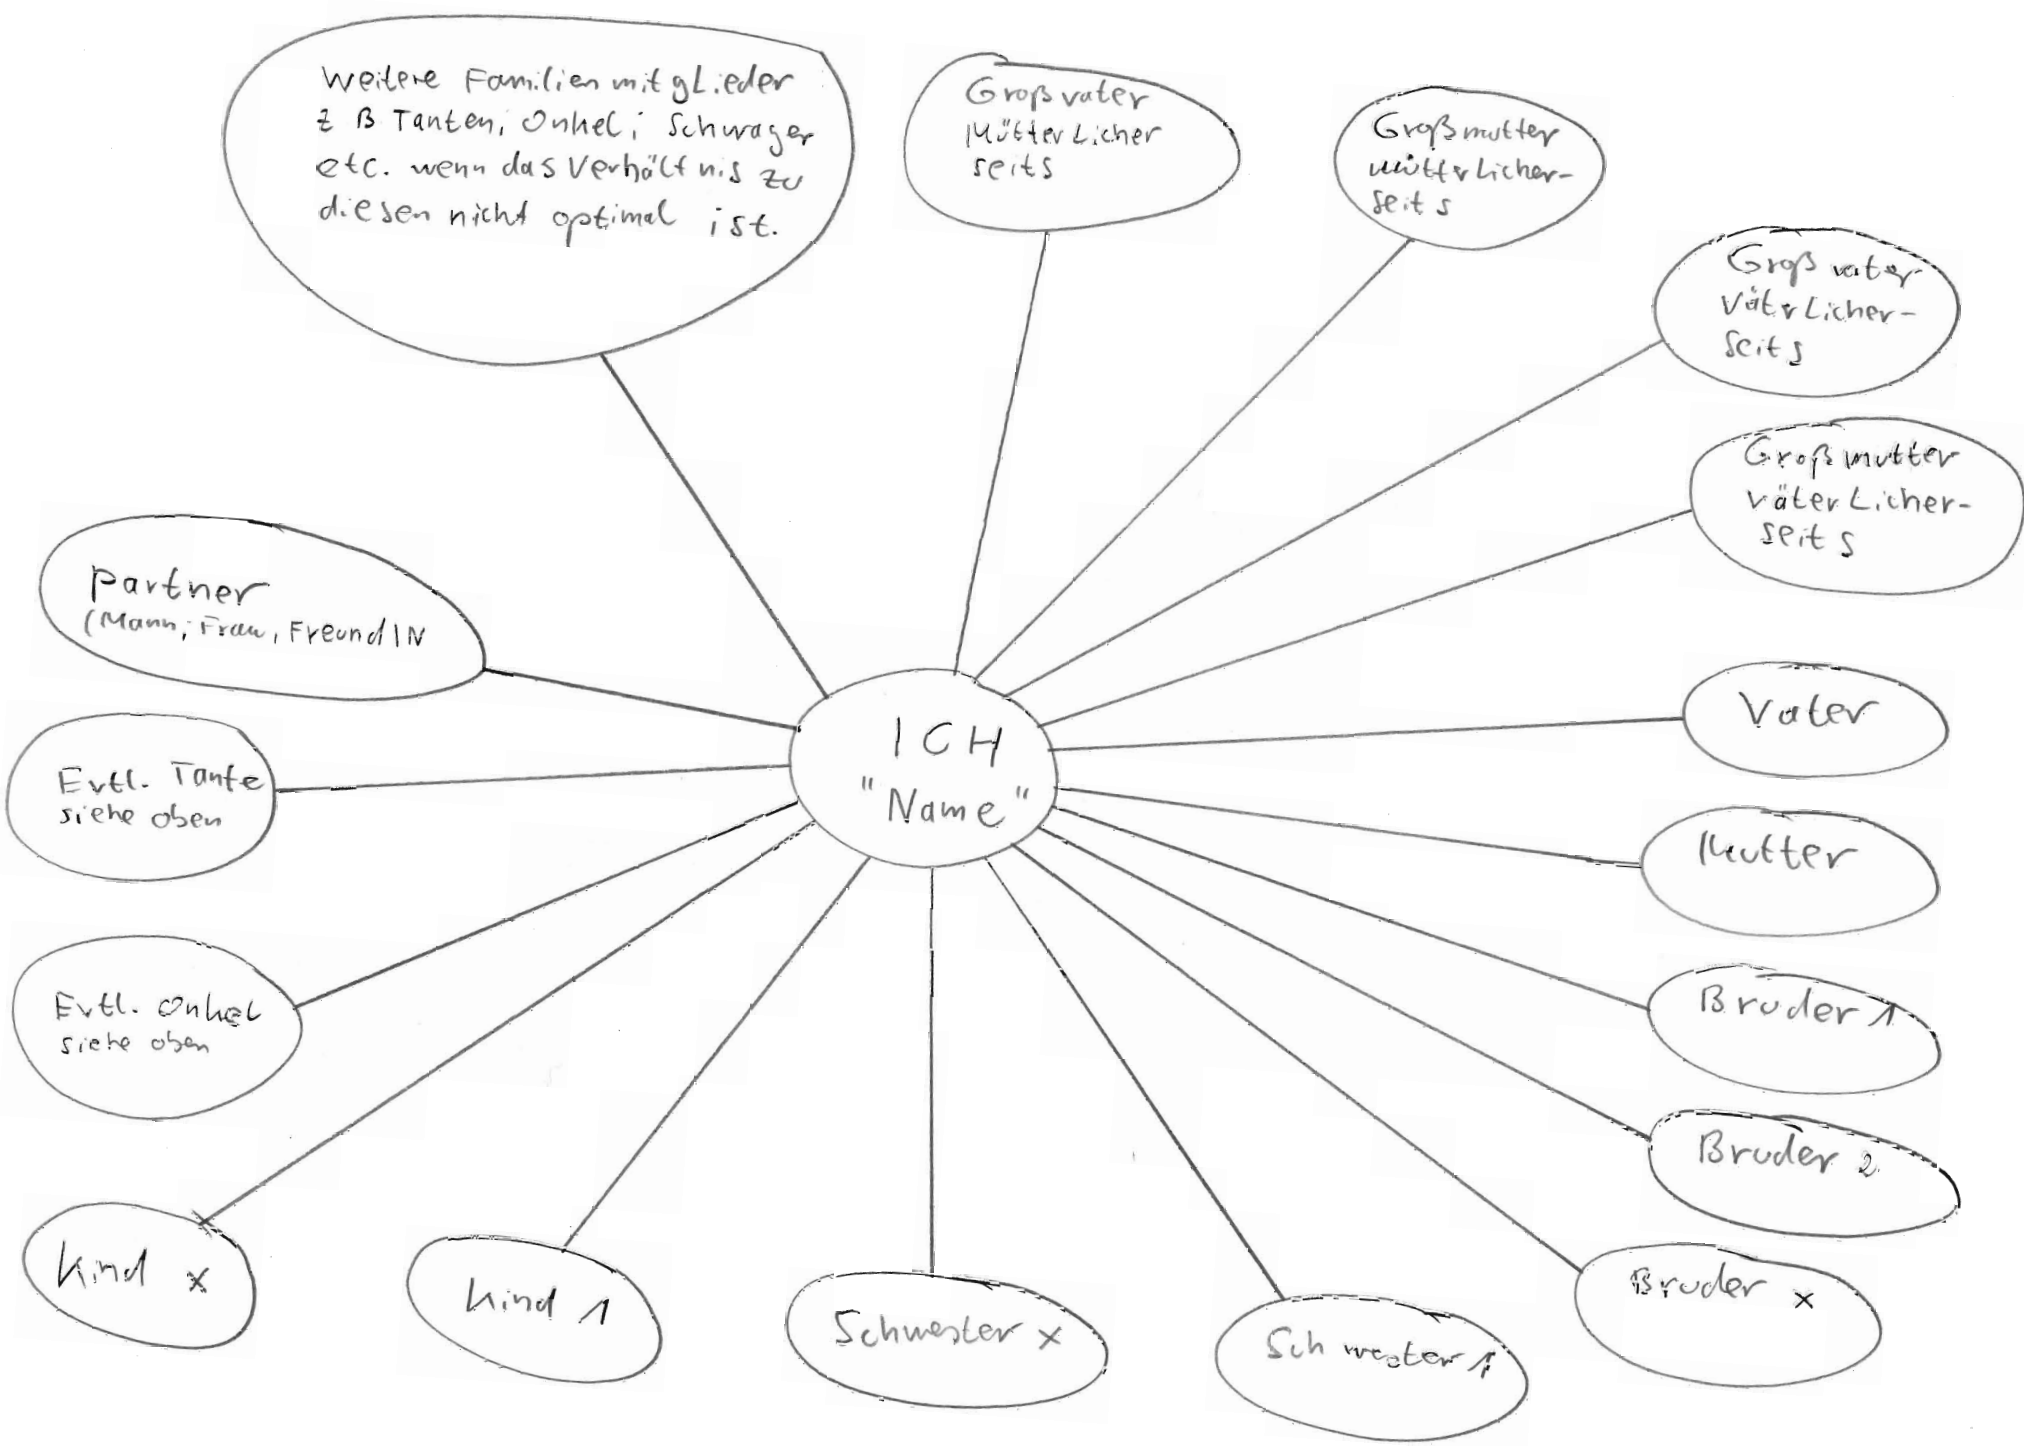 Weitere Familienmitglieder
z B Tanten, Onkel, Schwager
etc. wenn das Verhältnis zu
diesen nicht optimal ist.
Großvater
Mütterlicher
seits
Großmutter
mütterlicher-
seits
Großvater
Väterlicher-
seits
Großmutter
väterlicher-
seits
partner
(Mann, Frau, FreundIN
Evtl. Tante
siehe oben
Evtl. Onkel
siehe oben
ICH
"Name"
Vater
Mutter
Bruder 1
Bruder 2
Bruder x
Schwester 1
Schwester x
Kind 1
Kind x